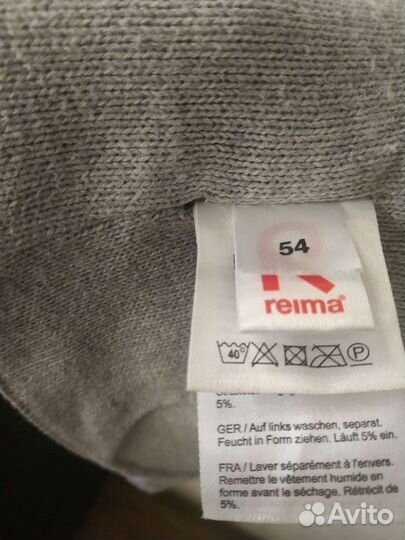 54
reima®
40°
P
5%.
GER / Auf links waschen, separat.
Feucht in Form ziehen. Läuft 5% ein.
FRA / Laver séparément à l'envers.
Remettre le vêtement humide en
forme avant le séchage. Rétrécit de
5%.
Avito